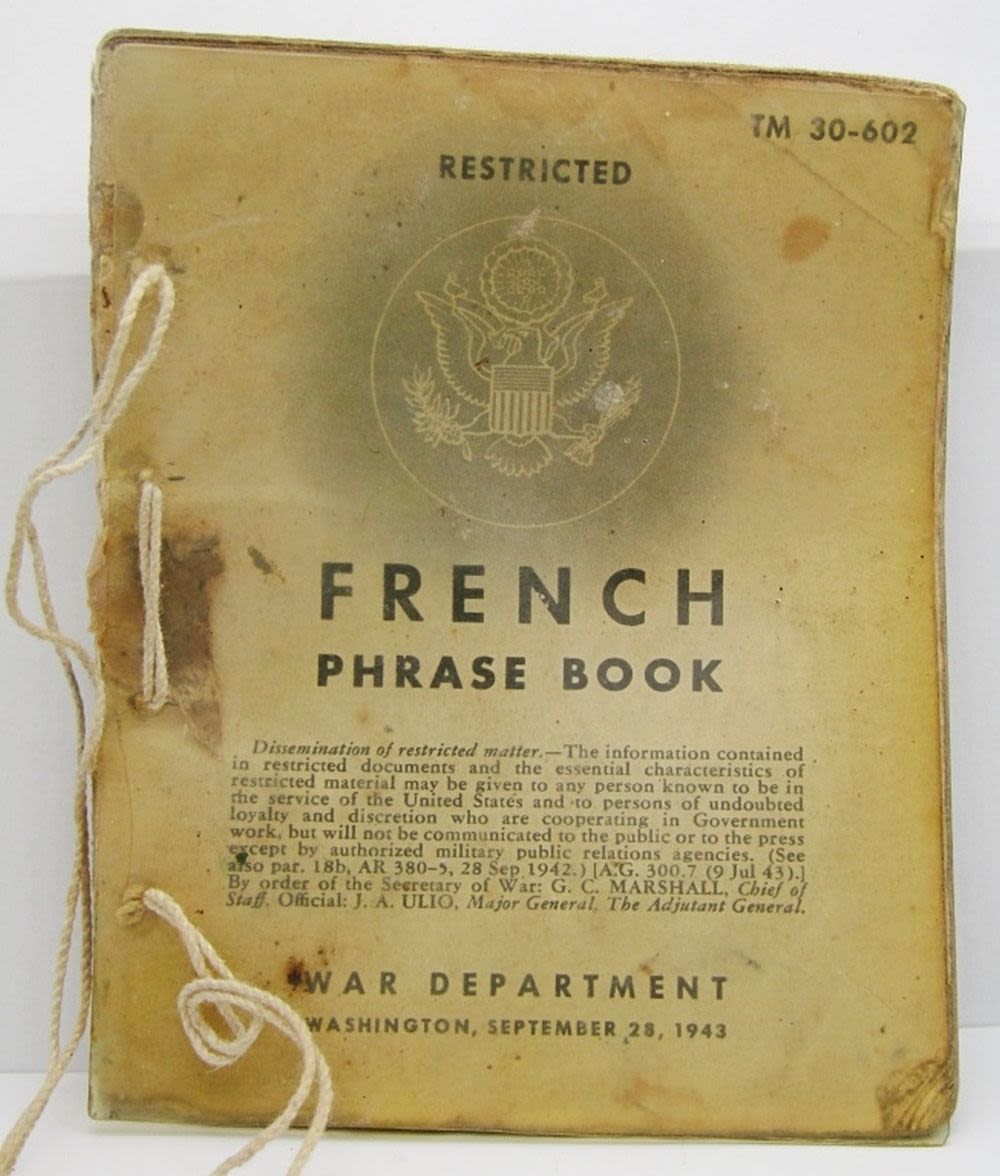 TM 30-602
RESTRICTED
FRENCH
PHRASE BOOK
Dissemination of restricted matter.—The information contained
in restricted documents and the essential characteristics of
restricted material may be given to any person known to be in
the service of the United States and to persons of undoubted
loyalty and discretion who are cooperating in Government
work, but will not be communicated to the public or to the press
except by authorized military public relations agencies. (See
also par. 18b, AR 380-5, 28 Sep 1942.) [A.G. 300.7 (9 Jul 43).]
By order of the Secretary of War: G. C. MARSHALL, Chief of
Staff. Official: J. A. ULIO, Major General, The Adjutant General.
WAR DEPARTMENT
WASHINGTON, SEPTEMBER 28, 1943